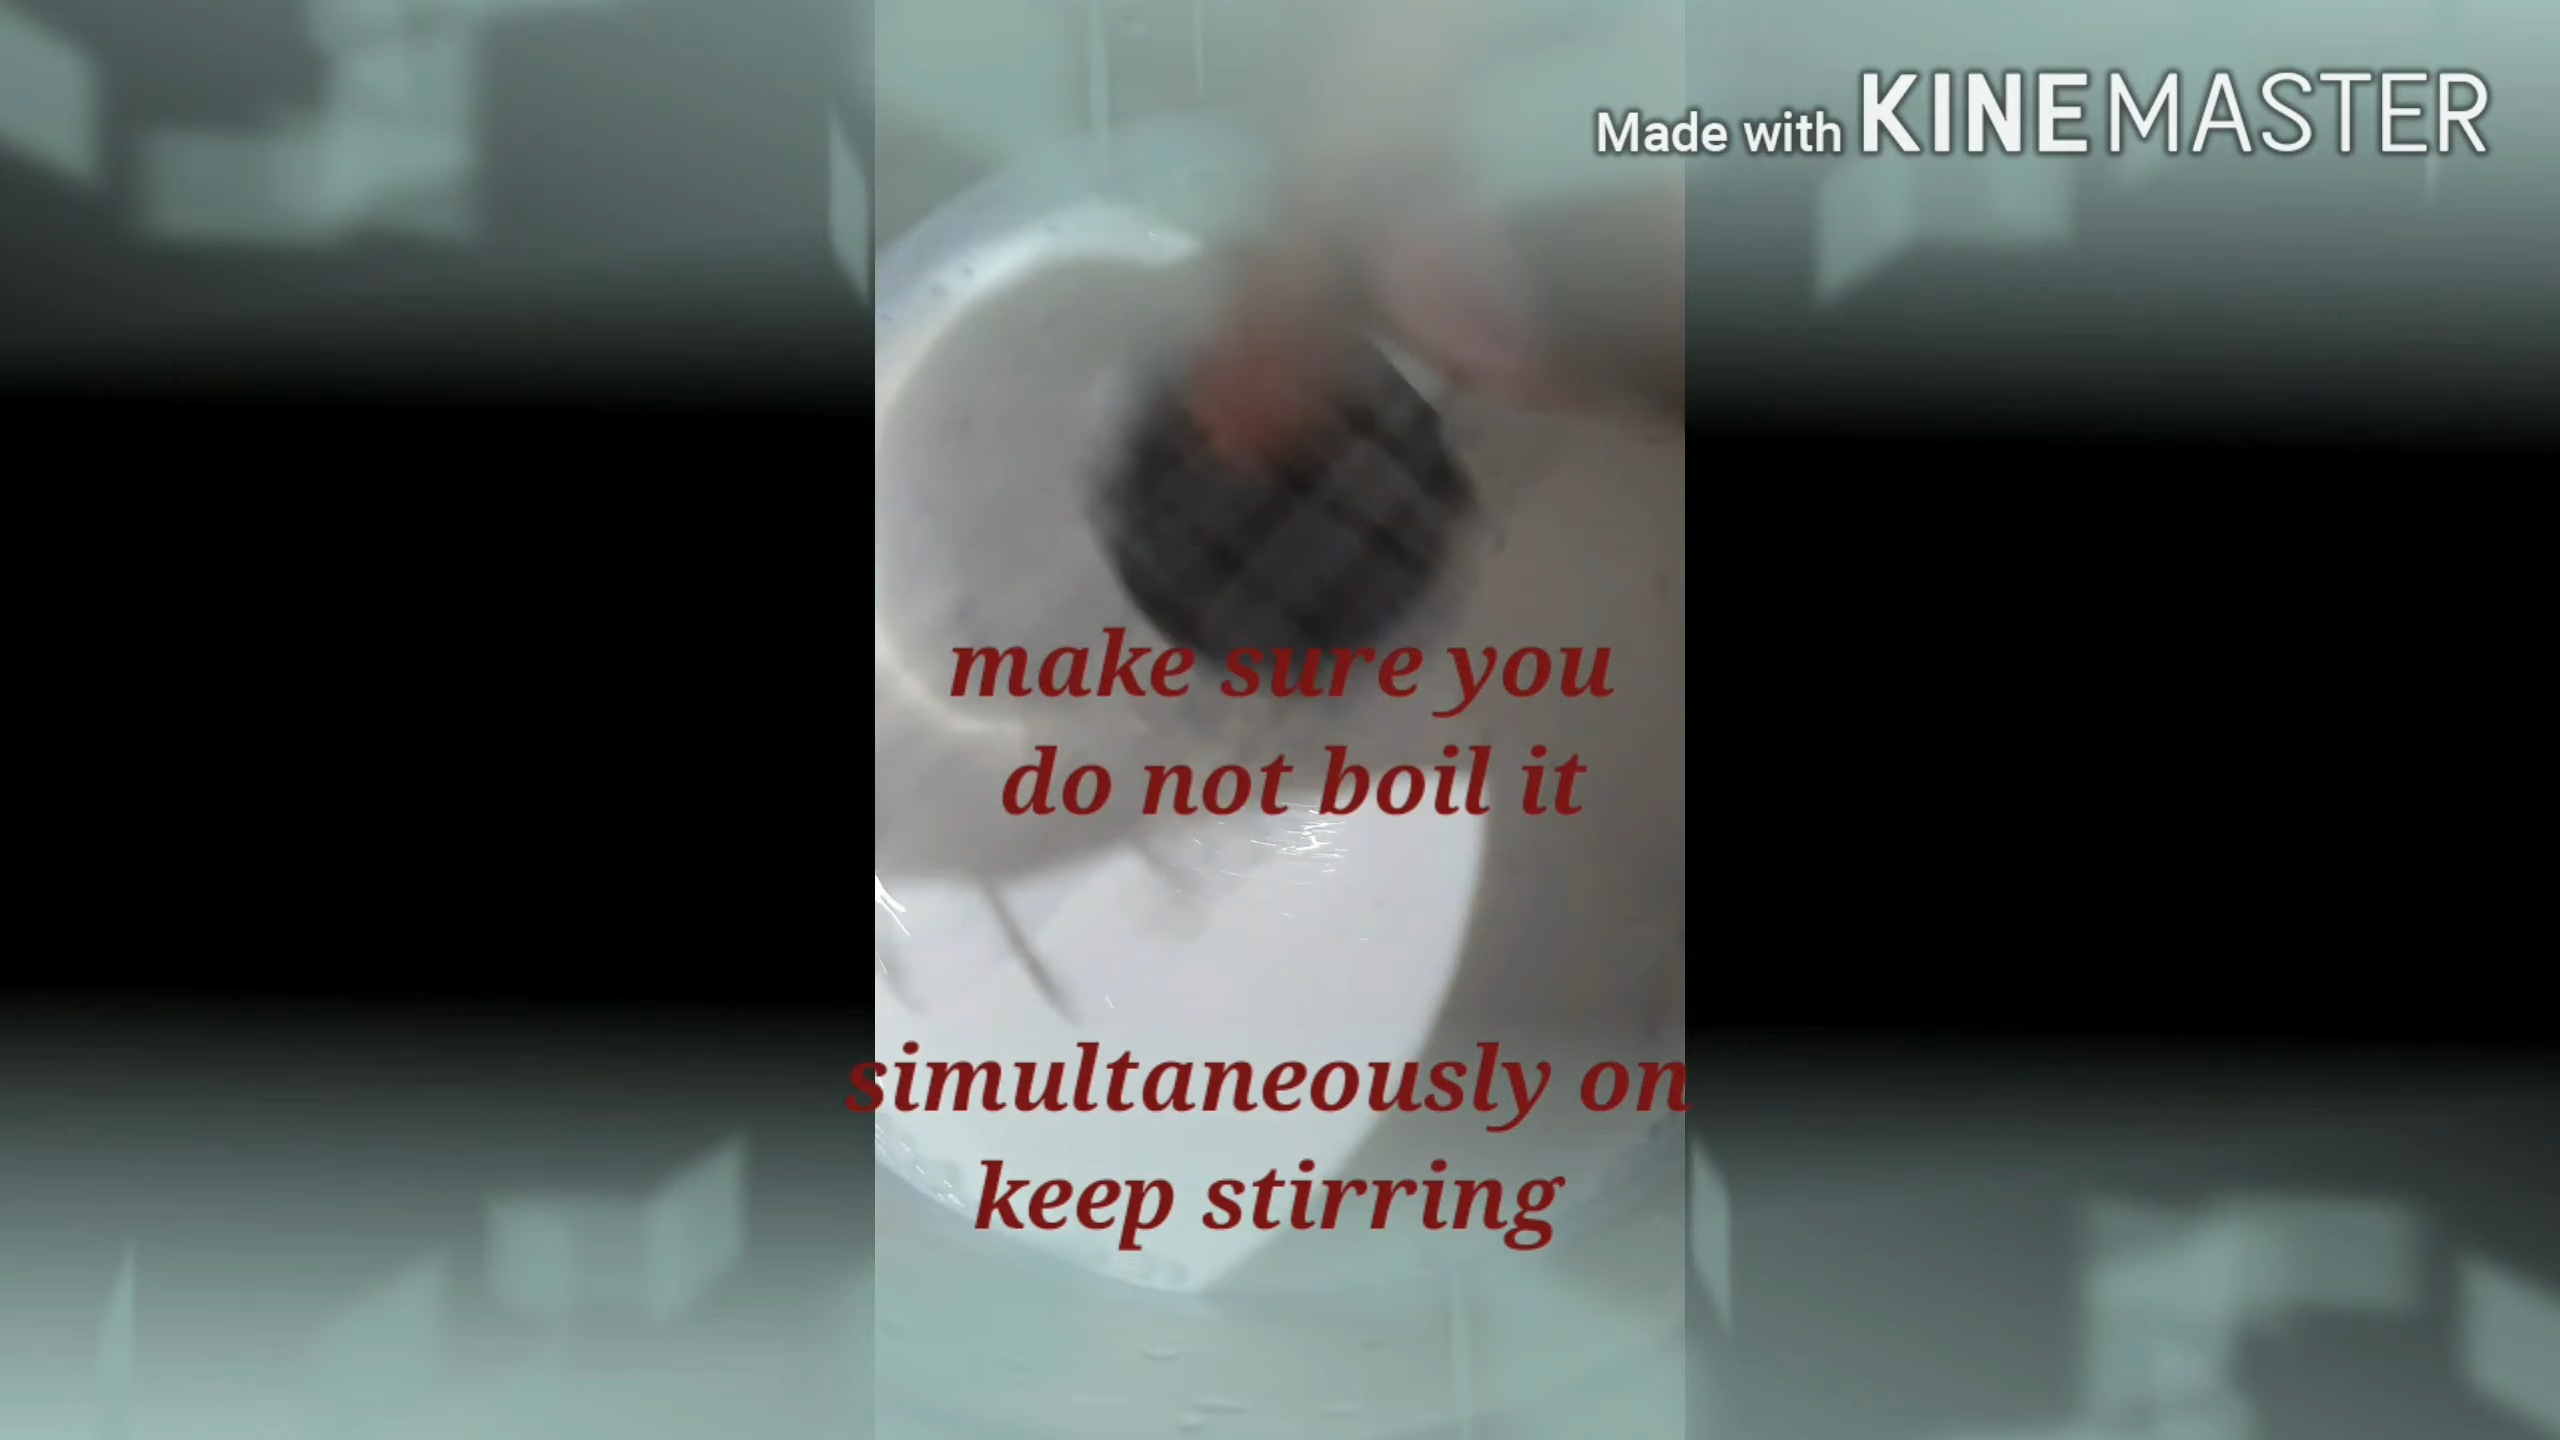 Made with KINEMASTER
make sure you
do not boil it
simultaneously on
keep stirring